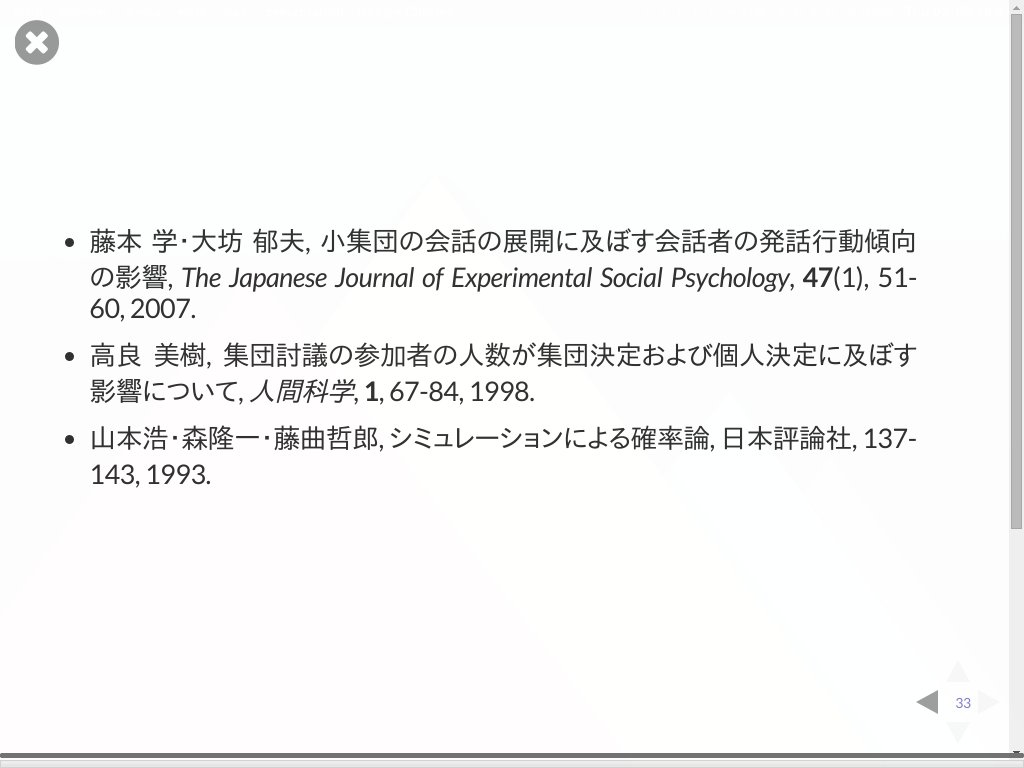 藤本 学･大坊 郁夫, 小集団の会話の展開に及ぼす会話者の発話行動傾向
の影響, The Japanese Journal of Experimental Social Psychology, 47(1), 51-
60, 2007.
高良 美樹, 集団討議の参加者の人数が集団決定および個人決定に及ぼす
影響について, 人間科学, 1, 67-84, 1998.
山本浩･森隆一･藤曲哲郎, シミュレーションによる確率論, 日本評論社, 137-
143, 1993.
33